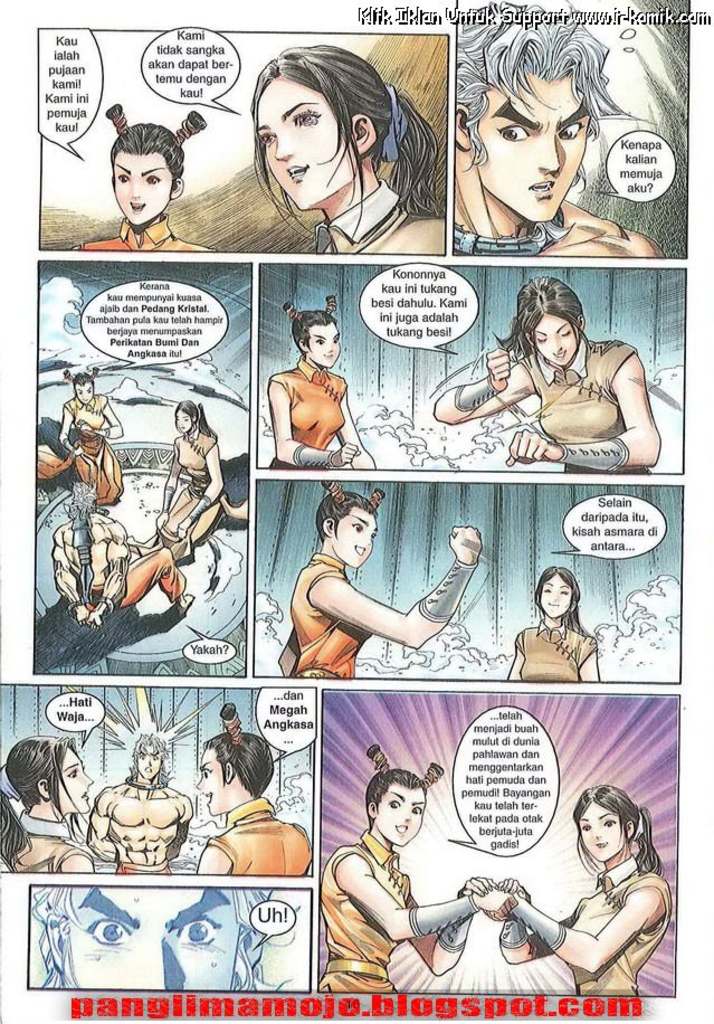 Klik Iklan Untuk Support www.ir-komik.com
Kau
ialah
pujaan
kami!
Kami ini
pemuja
kau!
Kami
tidak sangka
akan dapat ber-
temu dengan
kau!
Kenapa
kalian
memuja
aku?
Kerana
kau mempunyai kuasa
ajaib dan Pedang Kristal.
Tambahan pula kau telah hampir
berjaya menumpaskan
Perikatan Bumi Dan
Angkasa itu!
Yakah?
Kononnya
kau ini tukang
besi dahulu. Kami
ini juga adalah
tukang besi!
Selain
daripada itu,
kisah asmara di
antara...
...Hati
Waja...
...dan
Megah
Angkasa
...
Uh!
...telah
menjadi buah
mulut di dunia
pahlawan dan
menggentarkan
hati pemuda dan
pemudi! Bayangan
kau telah ter-
lekat pada otak
berjuta-juta
gadis!
panglimamojo.blogspot.com